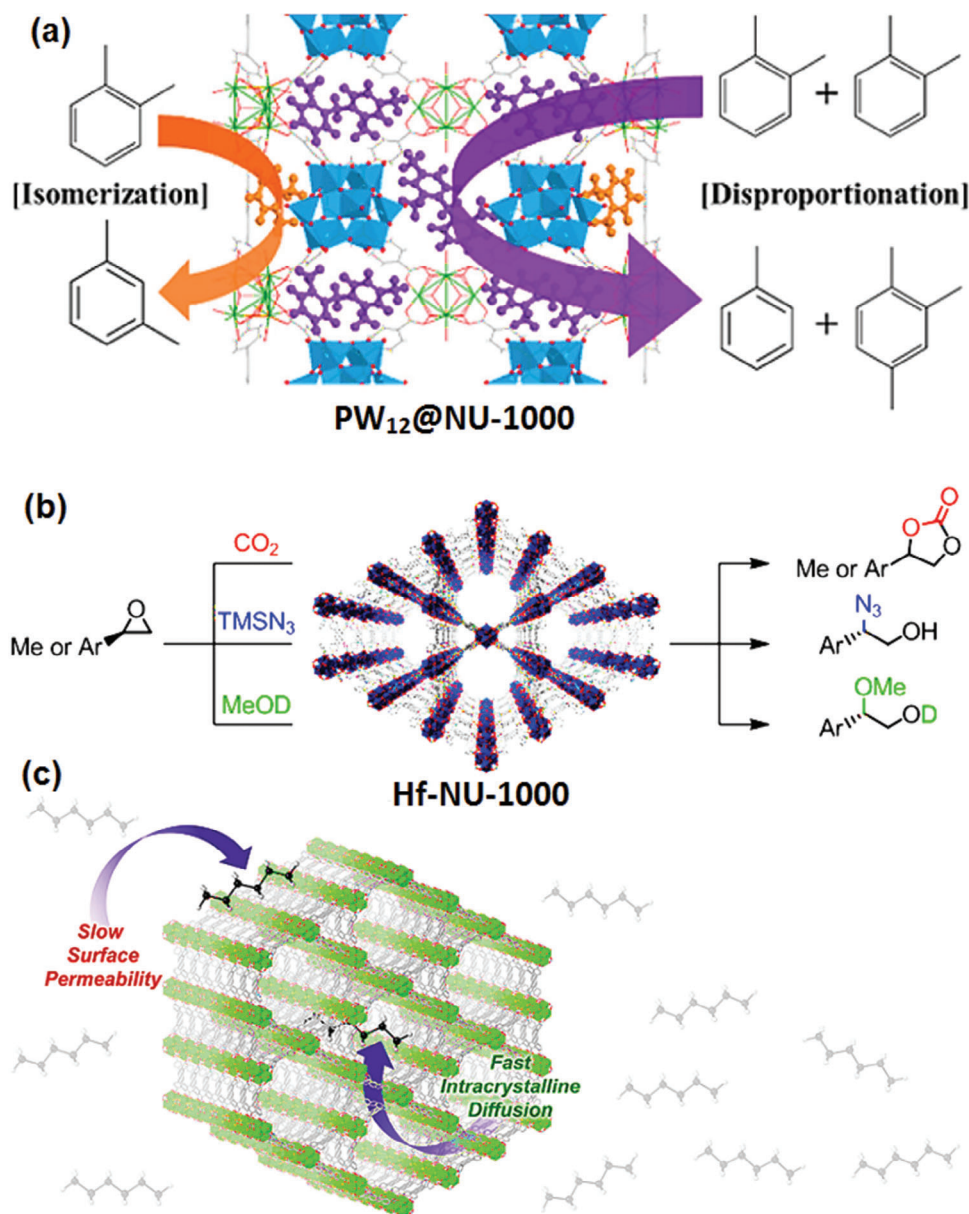 (a)
+
[Isomerization]
[Disproportionation]
+
PW₁₂@NU-1000
(b)
CO₂
TMSN₃
MeOD
Me or Ar
O
Hf-NU-1000
O
O
O
Me or Ar
N₃
Ar
OH
OMe
Ar
OD
(c)
Slow
Surface
Permeability
Fast
Intracrystalline
Diffusion